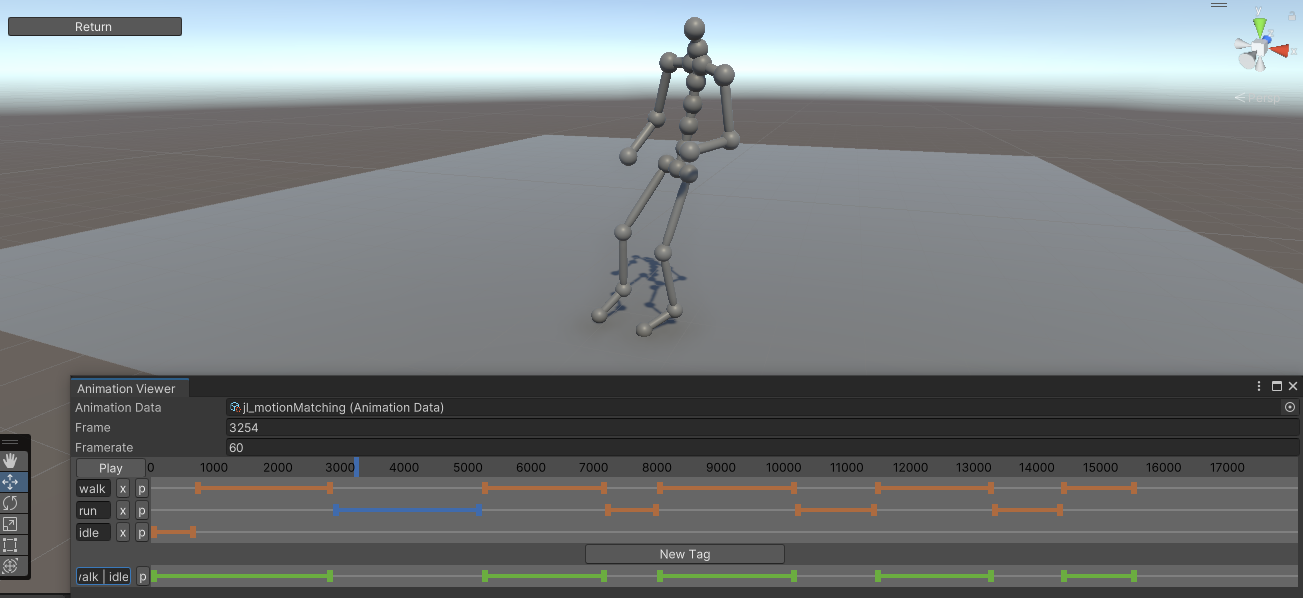 Return
Y
Persp
Animation Viewer
Animation Data jl_motionMatching (Animation Data)
Frame 3254
Framerate 60
Play 0 1000 2000 3000 4000 5000 6000 7000 8000 9000 10000 11000 12000 13000 14000 15000 16000 17000
walk x p
run x p
idle x p
New Tag
alk | idle p